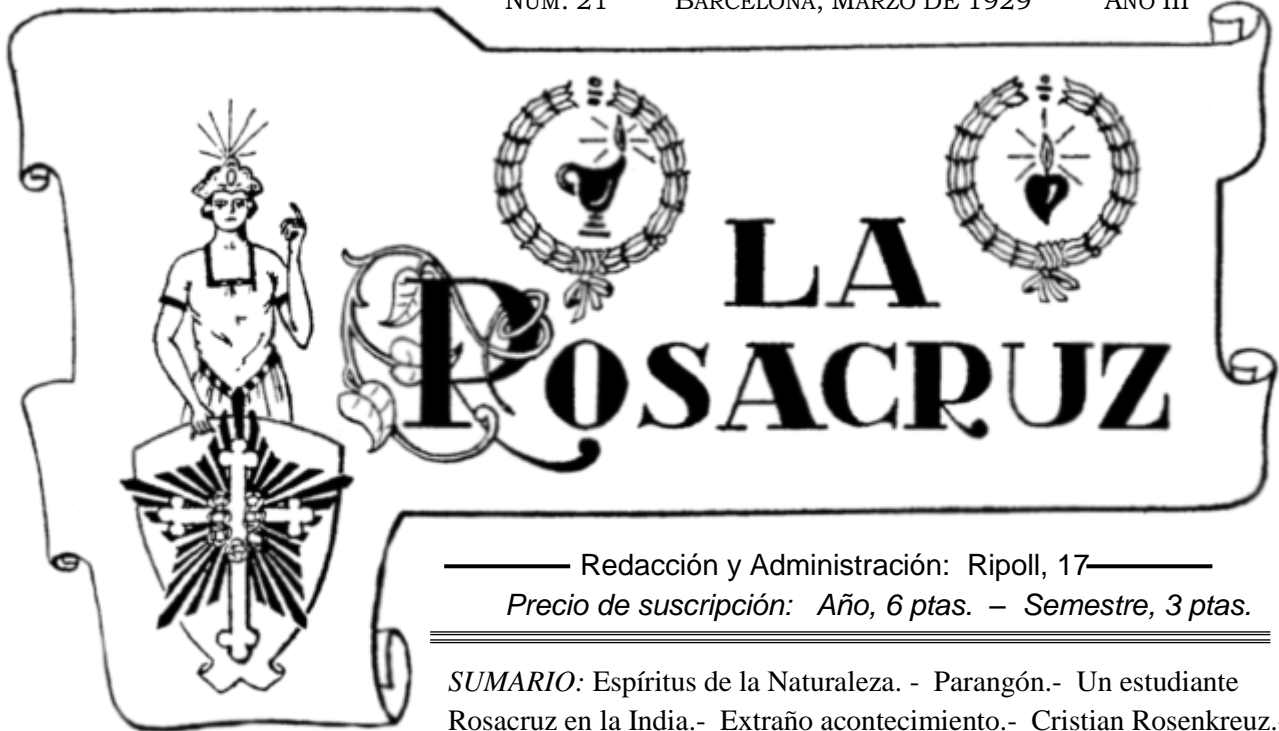 NÚM. 21 BARCELONA, MARZO DE 1929 AÑO III
LA
ROSACRUZ
Redacción y Administración: Ripoll, 17
Precio de suscripción: Año, 6 ptas. – Semestre, 3 ptas.
SUMARIO: Espíritus de la Naturaleza. - Parangón.- Un estudiante
Rosacruz en la India.- Extraño acontecimiento.- Cristian Rosenkreuz.-